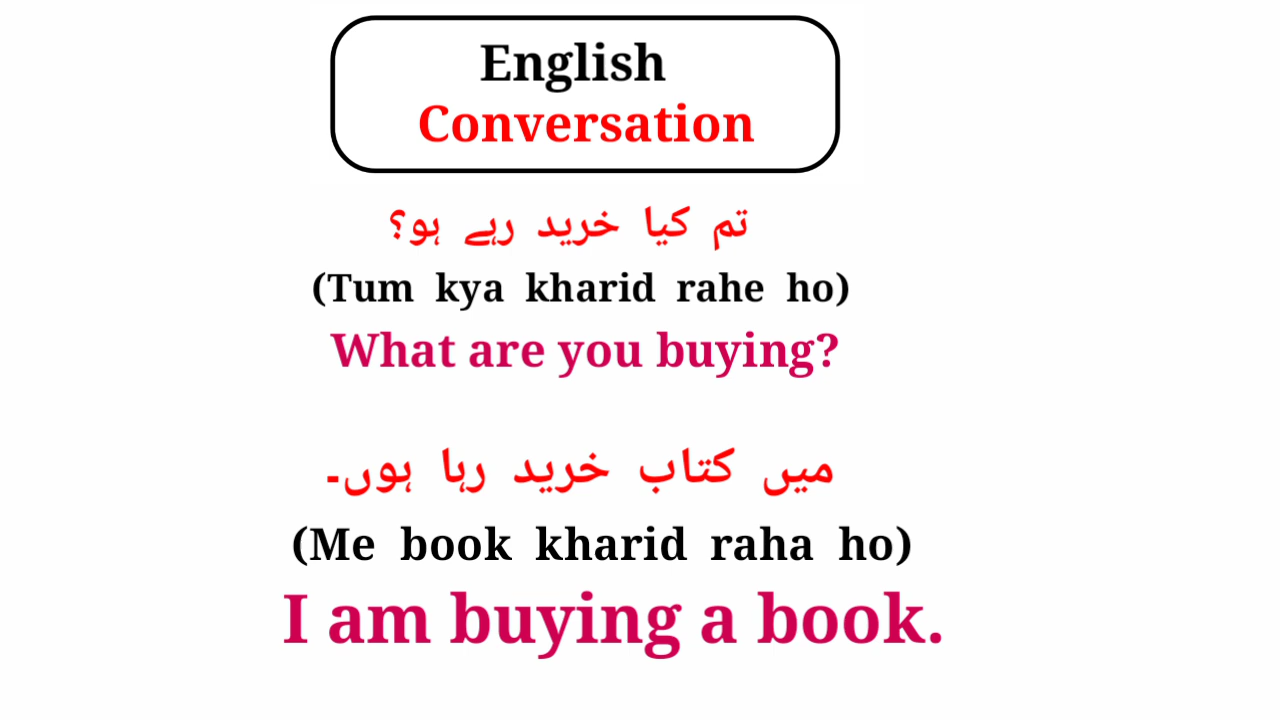 English
Conversation
تم کیا خرید رہے ہو؟
(Tum kya kharid rahe ho)
What are you buying?
میں کتاب خرید رہا ہوں۔
(Me book kharid raha ho)
I am buying a book.